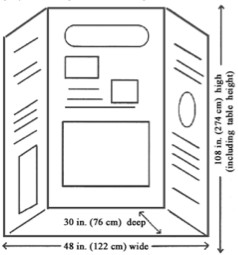 108 in. (274 cm) high
(including table height)
30 in. (76 cm) deep
48 in. (122 cm) wide